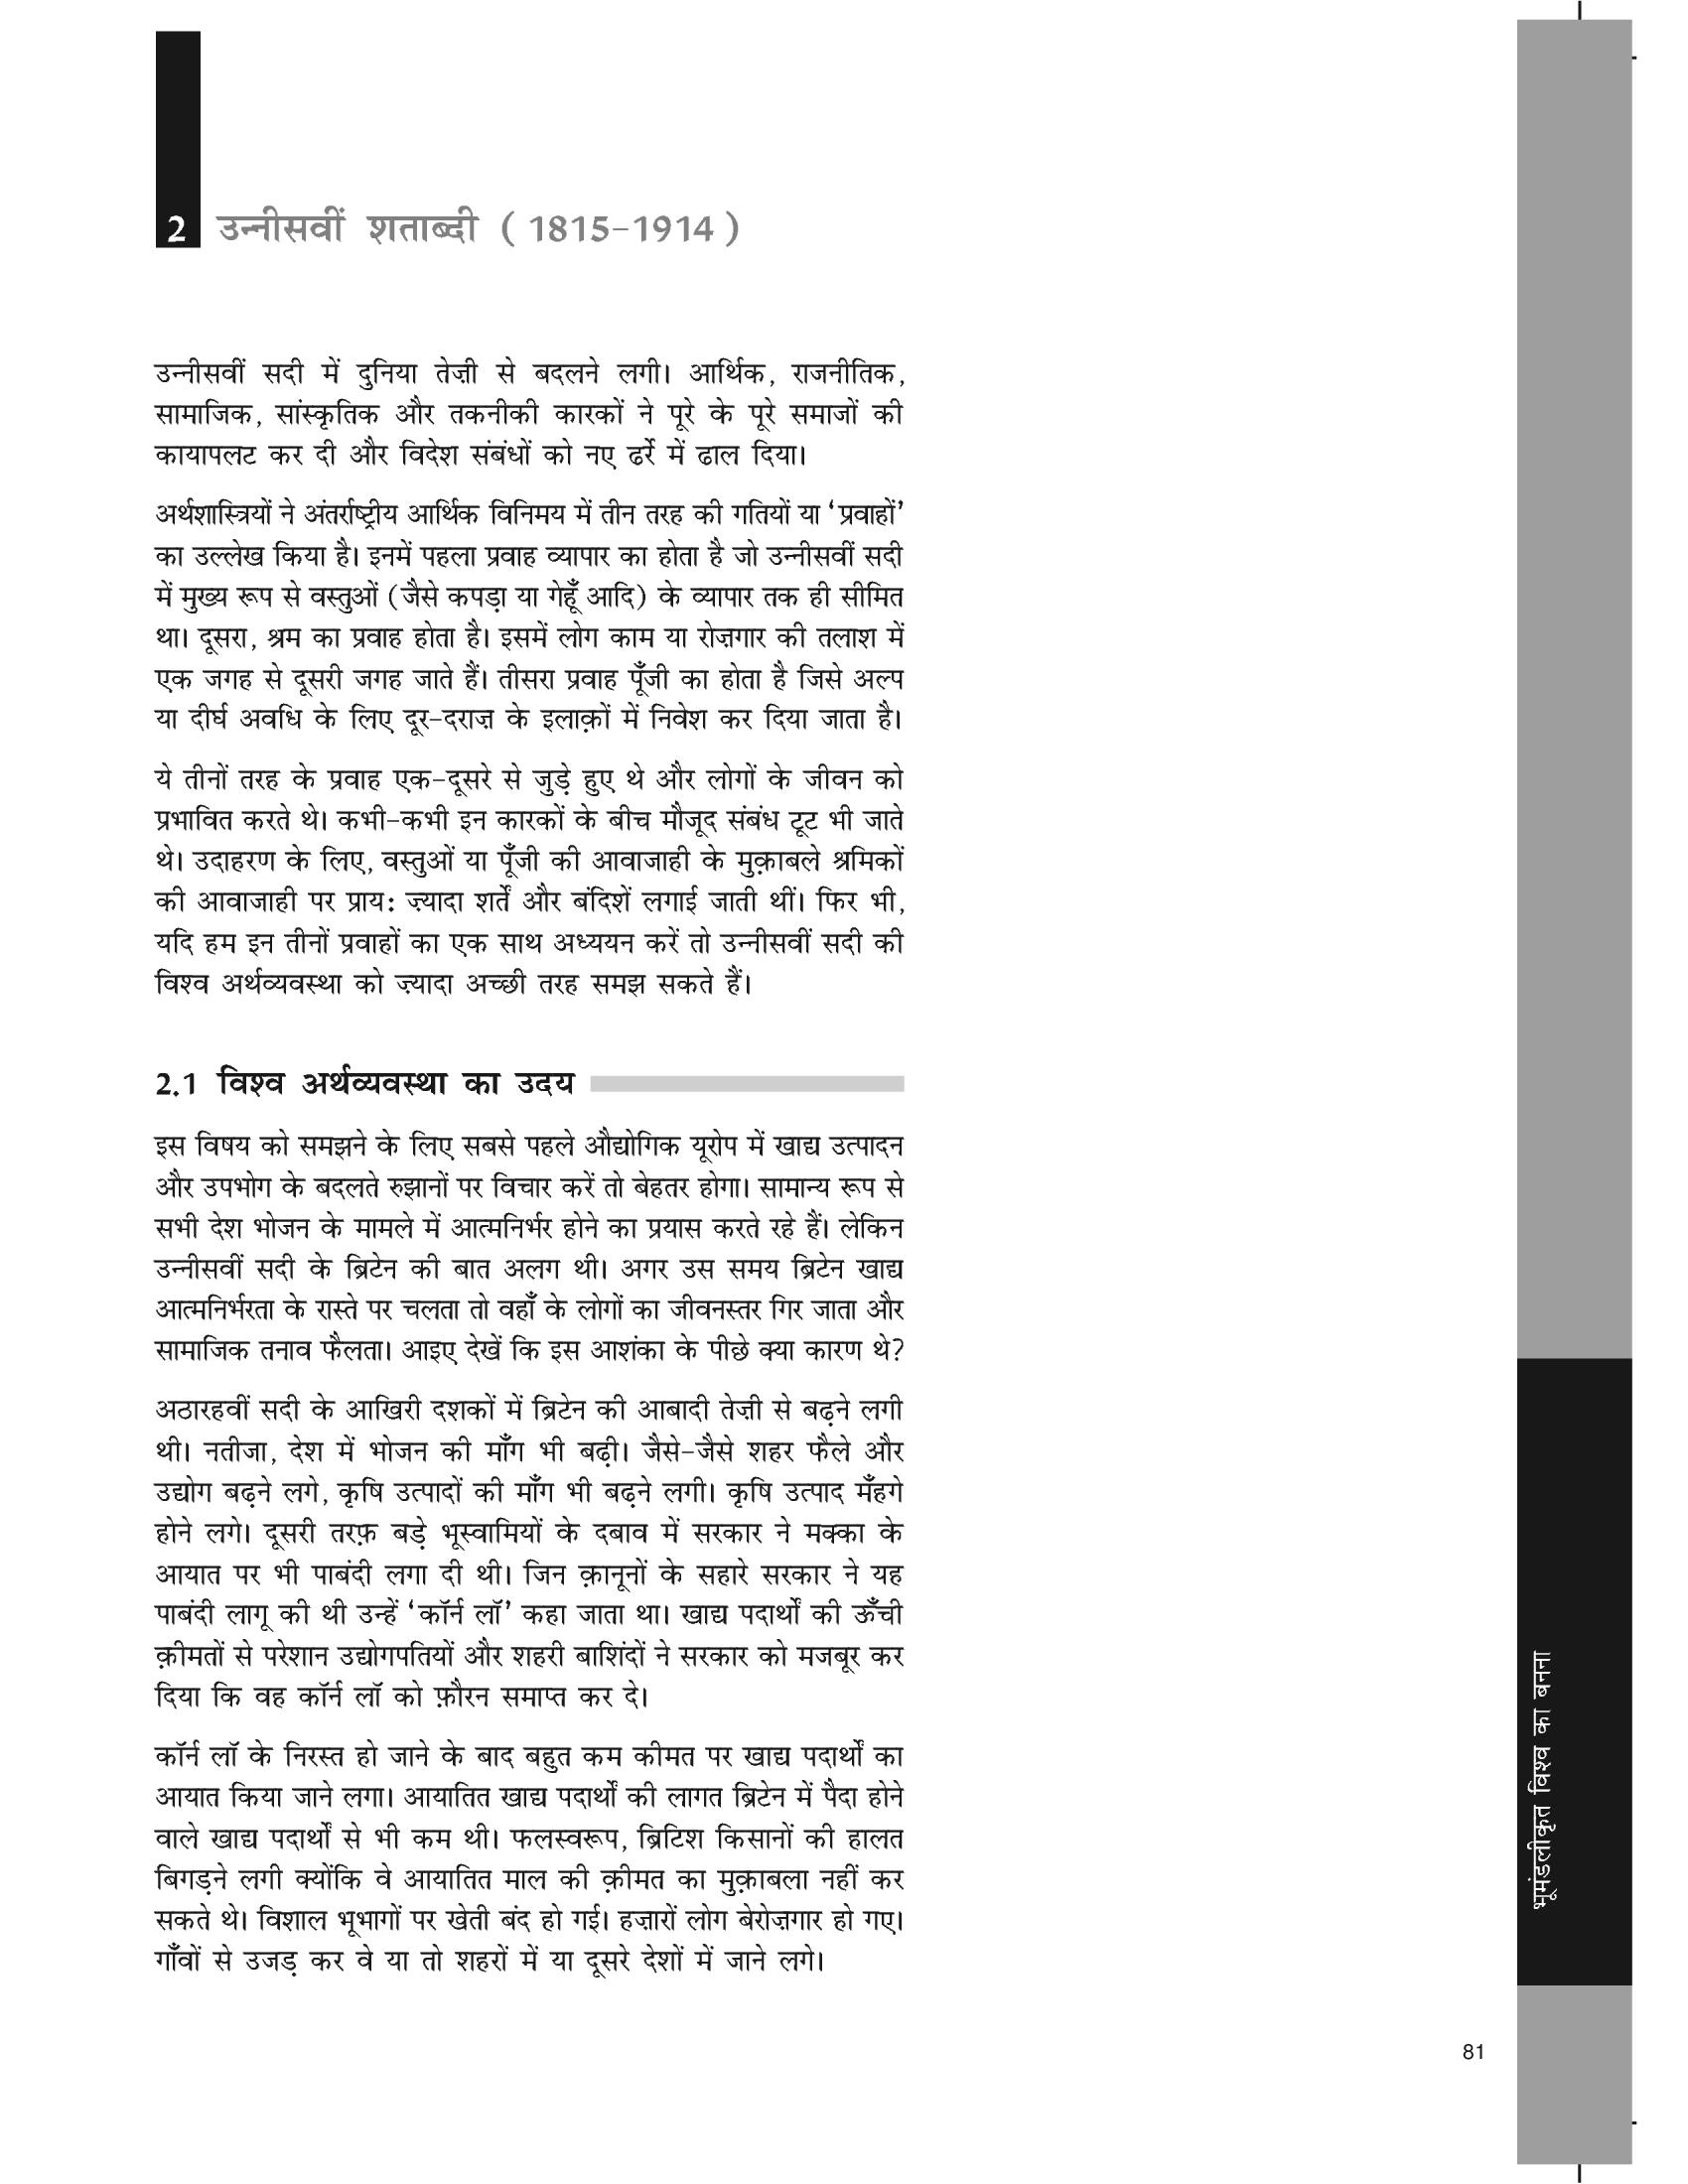 2 उन्नीसवीं शताब्दी ( 1815-1914 )
उन्नीसवीं सदी में दुनिया तेज़ी से बदलने लगी। आर्थिक, राजनीतिक,
सामाजिक, सांस्कृतिक और तकनीकी कारकों ने पूरे के पूरे समाजों की
कायापलट कर दी और विदेश संबंधों को नए ढर्रे में ढाल दिया।
अर्थशास्त्रियों ने अंतर्राष्ट्रीय आर्थिक विनिमय में तीन तरह की गतियों या ‘प्रवाहों’
का उल्लेख किया है। इनमें पहला प्रवाह व्यापार का होता है जो उन्नीसवीं सदी
में मुख्य रूप से वस्तुओं (जैसे कपड़ा या गेहूँ आदि) के व्यापार तक ही सीमित
था। दूसरा, श्रम का प्रवाह होता है। इसमें लोग काम या रोज़गार की तलाश में
एक जगह से दूसरी जगह जाते हैं। तीसरा प्रवाह पूँजी का होता है जिसे अल्प
या दीर्घ अवधि के लिए दूर-दराज़ के इलाक़ों में निवेश कर दिया जाता है।
ये तीनों तरह के प्रवाह एक-दूसरे से जुड़े हुए थे और लोगों के जीवन को
प्रभावित करते थे। कभी-कभी इन कारकों के बीच मौजूद संबंध टूट भी जाते
थे। उदाहरण के लिए, वस्तुओं या पूँजी की आवाजाही के मुक़ाबले श्रमिकों
की आवाजाही पर प्राय: ज़्यादा शर्तें और बंदिशें लगाई जाती थीं। फिर भी,
यदि हम इन तीनों प्रवाहों का एक साथ अध्ययन करें तो उन्नीसवीं सदी की
विश्व अर्थव्यवस्था को ज़्यादा अच्छी तरह समझ सकते हैं।
2.1 विश्व अर्थव्यवस्था का उदय
इस विषय को समझने के लिए सबसे पहले औद्योगिक यूरोप में खाद्य उत्पादन
और उपभोग के बदलते रुझानों पर विचार करें तो बेहतर होगा। सामान्य रूप से
सभी देश भोजन के मामले में आत्मनिर्भर होने का प्रयास करते रहे हैं। लेकिन
उन्नीसवीं सदी के ब्रिटेन की बात अलग थी। अगर उस समय ब्रिटेन खाद्य
आत्मनिर्भरता के रास्ते पर चलता तो वहाँ के लोगों का जीवनस्तर गिर जाता और
सामाजिक तनाव फैलता। आइए देखें कि इस आशंका के पीछे क्या कारण थे?
अठारहवीं सदी के आखिरी दशकों में ब्रिटेन की आबादी तेज़ी से बढ़ने लगी
थी। नतीजा, देश में भोजन की माँग भी बढ़ी। जैसे-जैसे शहर फैले और
उद्योग बढ़ने लगे, कृषि उत्पादों की माँग भी बढ़ने लगी। कृषि उत्पाद मँहगे
होने लगे। दूसरी तरफ़ बड़े भूस्वामियों के दबाव में सरकार ने मक्का के
आयात पर भी पाबंदी लगा दी थी। जिन क़ानूनों के सहारे सरकार ने यह
पाबंदी लागू की थी उन्हें ‘कॉर्न लॉ’ कहा जाता था। खाद्य पदार्थों की ऊँची
क़ीमतों से परेशान उद्योगपतियों और शहरी बाशिंदों ने सरकार को मजबूर कर
दिया कि वह कॉर्न लॉ को फ़ौरन समाप्त कर दे।
कॉर्न लॉ के निरस्त हो जाने के बाद बहुत कम कीमत पर खाद्य पदार्थों का
आयात किया जाने लगा। आयातित खाद्य पदार्थों की लागत ब्रिटेन में पैदा होने
वाले खाद्य पदार्थों से भी कम थी। फलस्वरूप, ब्रिटिश किसानों की हालत
बिगड़ने लगी क्योंकि वे आयातित माल की क़ीमत का मुक़ाबला नहीं कर
सकते थे। विशाल भूभागों पर खेती बंद हो गई। हज़ारों लोग बेरोज़गार हो गए।
गाँवों से उजड़ कर वे या तो शहरों में या दूसरे देशों में जाने लगे।
भूमंडलीकृत विश्व का बनना
81